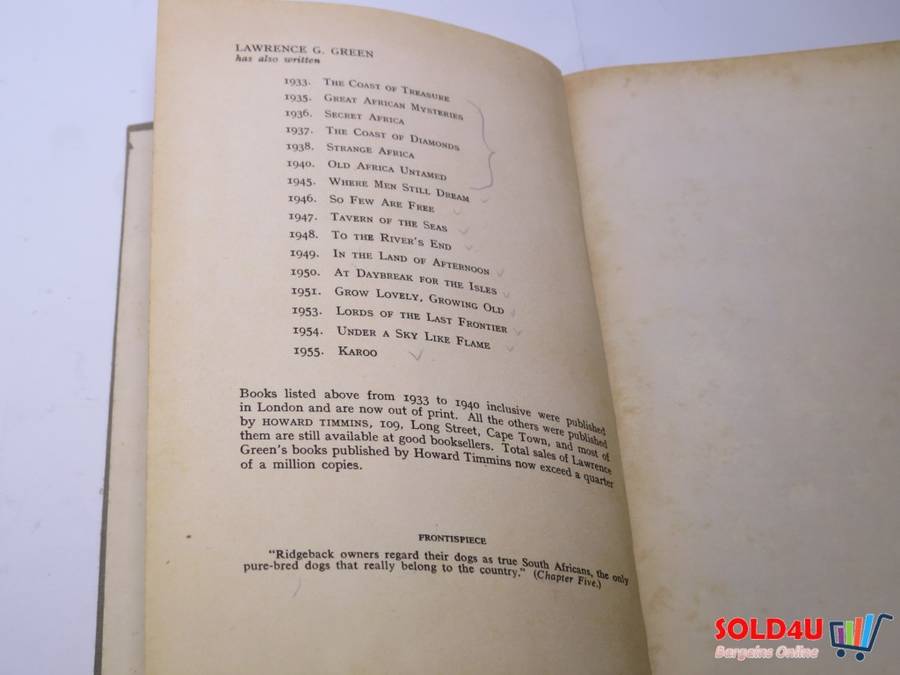 LAWRENCE G. GREEN
has also written
1933. THE COAST OF TREASURE
1935. GREAT AFRICAN MYSTERIES
1936. SECRET AFRICA
1937. THE COAST OF DIAMONDS
1938. STRANGE AFRICA
1940. OLD AFRICA UNTAMED
1945. WHERE MEN STILL DREAM
1946. SO FEW ARE FREE
1947. TAVERN OF THE SEAS
1948. TO THE RIVER'S END
1949. IN THE LAND OF AFTERNOON
1950. AT DAYBREAK FOR THE ISLES
1951. GROW LOVELY, GROWING OLD
1953. LORDS OF THE LAST FRONTIER
1954. UNDER A SKY LIKE FLAME
1955. KAROO
Books listed above from 1933 to 1940 inclusive were published
in London and are now out of print. All the others were published
by HOWARD TIMMINS, 109, Long Street, Cape Town, and most of
them are still available at good booksellers. Total sales of Lawrence
Green's books published by Howard Timmins now exceed a quarter
of a million copies.
FRONTISPIECE
"Ridgeback owners regard their dogs as true South Africans, the only
pure-bred dogs that really belong to the country." (Chapter Five.)
SOLD4U
Bargains Online